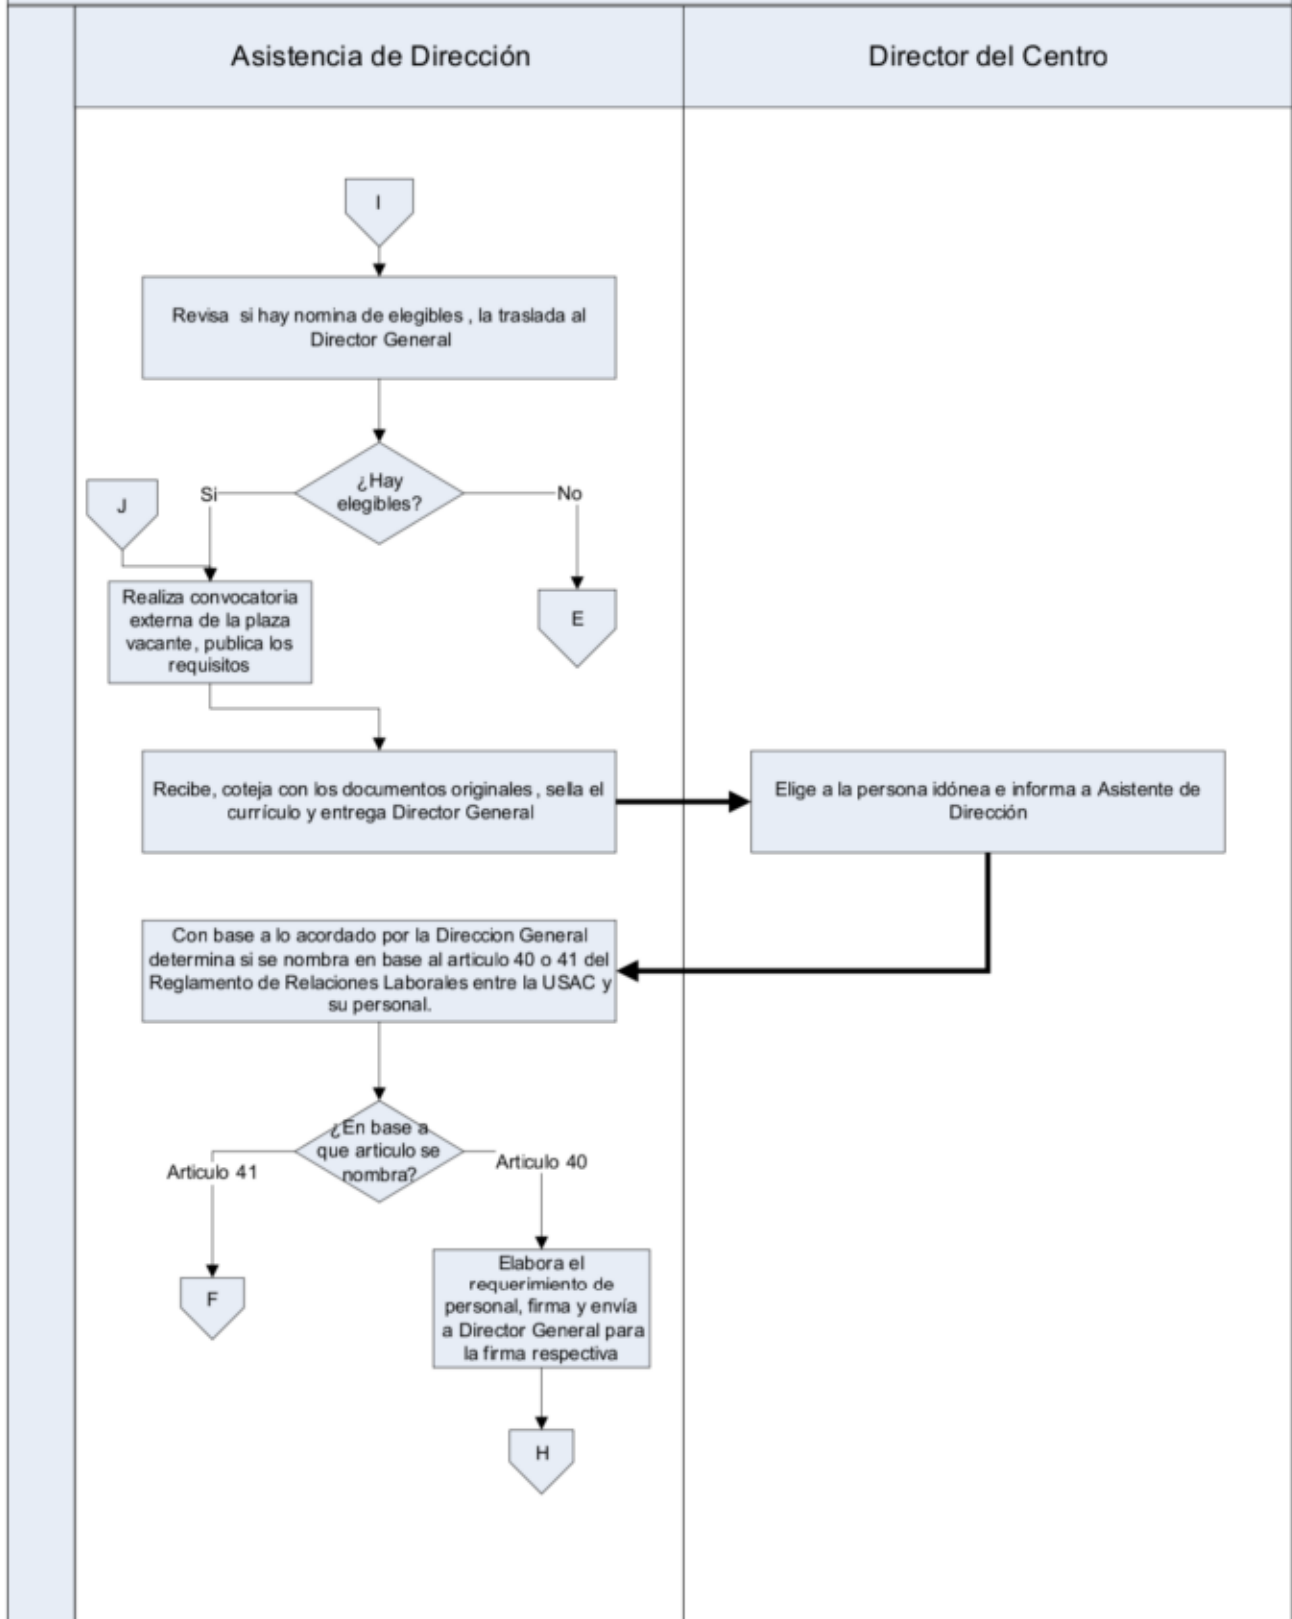 Asistencia de Dirección
Director del Centro
I
Revisa si hay nomina de elegibles , la traslada al
Director General
¿Hay
elegibles?
Si
No
J
E
Realiza convocatoria
externa de la plaza
vacante, publica los
requisitos
Recibe, coteja con los documentos originales , sella el
currículo y entrega Director General
Elige a la persona idónea e informa a Asistente de
Dirección
Con base a lo acordado por la Direccion General
determina si se nombra en base al articulo 40 o 41 del
Reglamento de Relaciones Laborales entre la USAC y
su personal.
¿En base a
que articulo se
nombra?
Articulo 41
Articulo 40
F
Elabora el
requerimiento de
personal, firma y envía
a Director General para
la firma respectiva
H